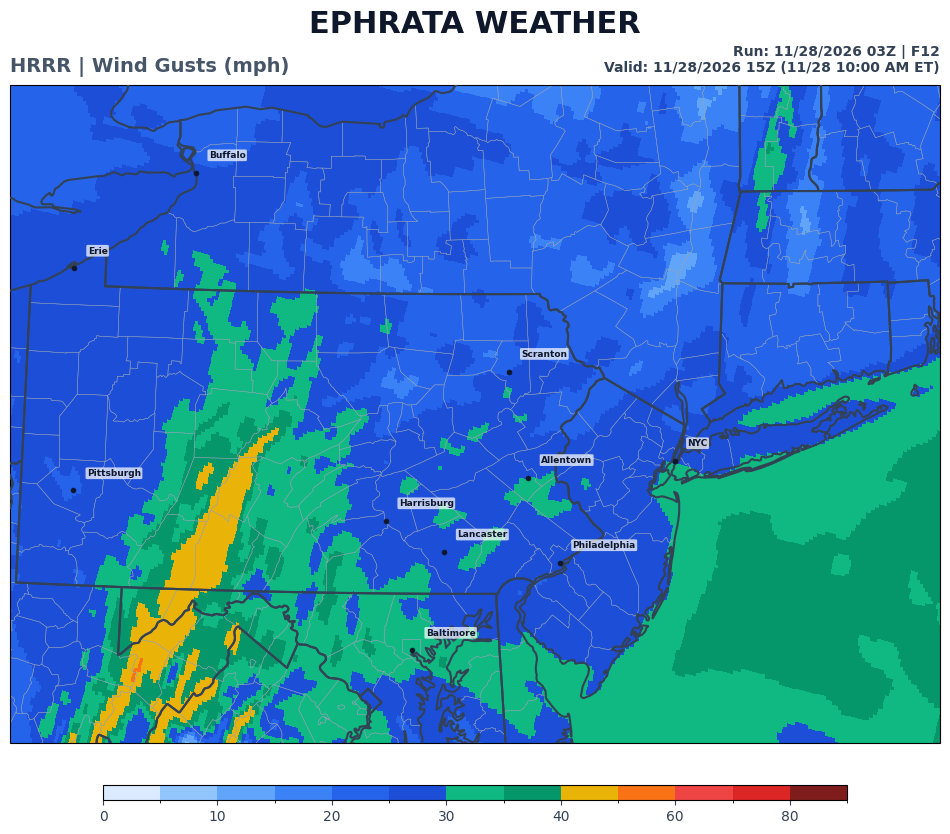 EPHRATA WEATHER
HRRR | Wind Gusts (mph)
Run: 11/28/2026 03Z | F12
Valid: 11/28/2026 15Z (11/28 10:00 AM ET)
Buffalo
Erie
Scranton
NYC
Allentown
Pittsburgh
Harrisburg
Lancaster
Philadelphia
Baltimore
0 10 20 30 40 50 60 70 80